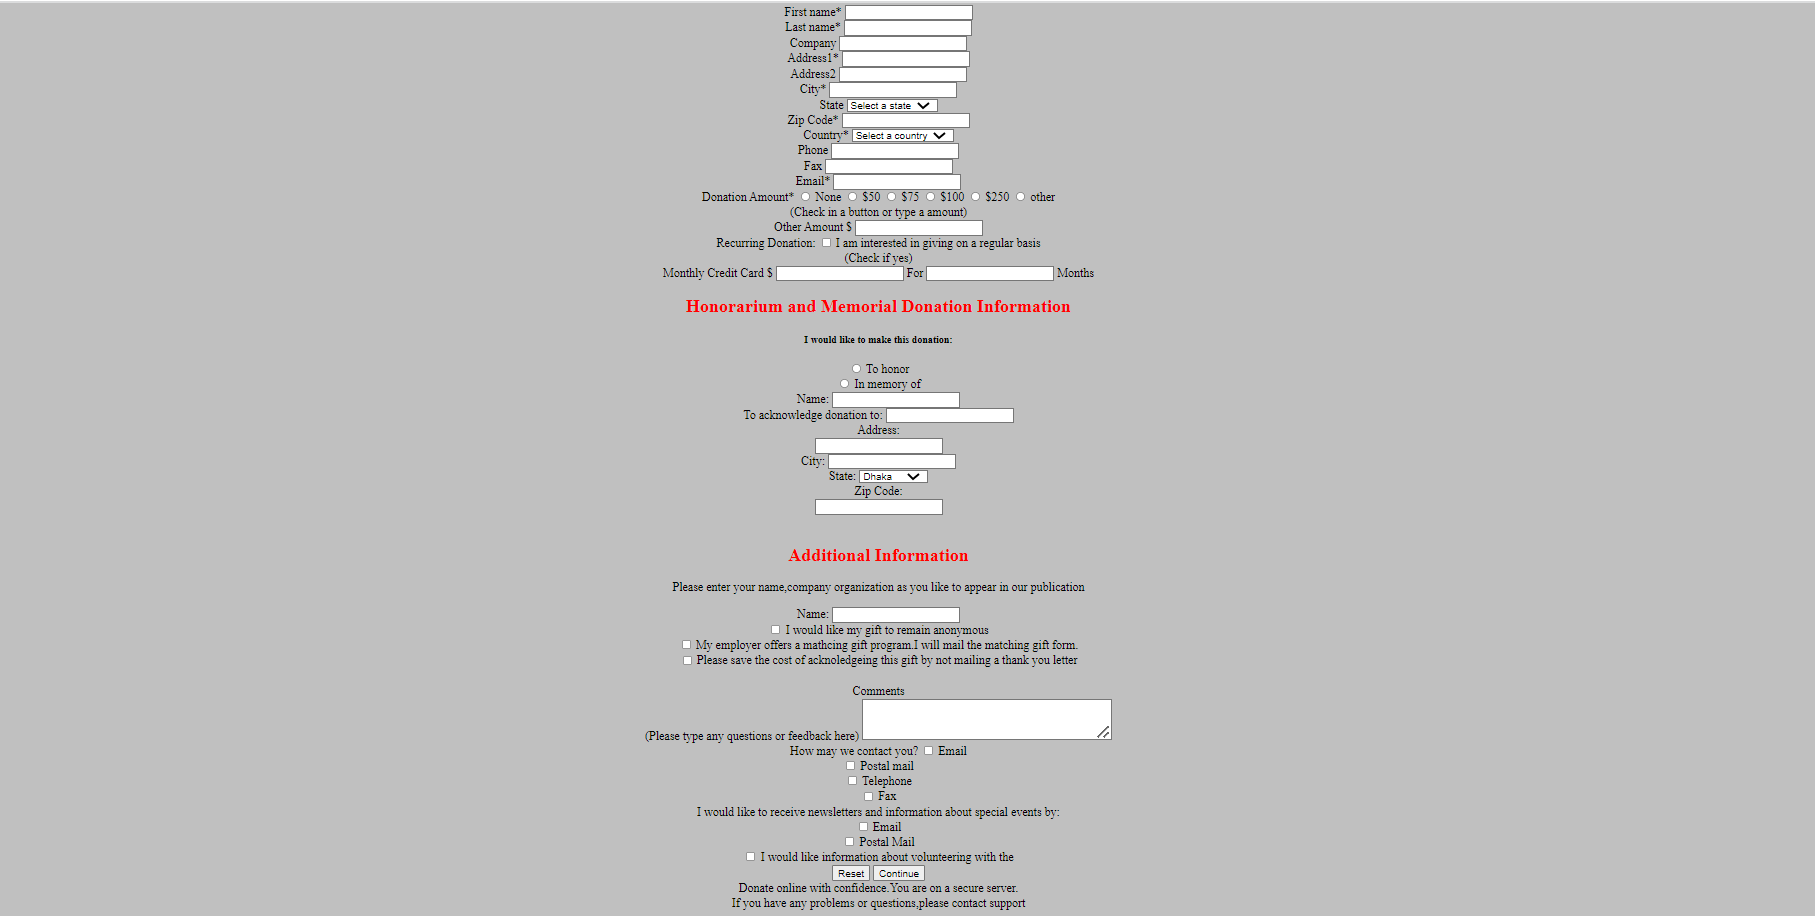 First name*
Last name*
Company
Address1*
Address2
City*
State Select a state
Zip Code*
Country* Select a country
Phone
Fax
Email*
Donation Amount* None $50 $75 $100 $250 other
(Check in a button or type a amount)
Other Amount $
Recurring Donation: I am interested in giving on a regular basis
(Check if yes)
Monthly Credit Card $ For Months
Honorarium and Memorial Donation Information
I would like to make this donation:
To honor
In memory of
Name:
To acknowledge donation to:
Address:
City:
State: Dhaka
Zip Code:
Additional Information
Please enter your name,company organization as you like to appear in our publication
Name:
I would like my gift to remain anonymous
My employer offers a mathcing gift program.I will mail the matching gift form.
Please save the cost of acknoledgeing this gift by not mailing a thank you letter
Comments
(Please type any questions or feedback here)
How may we contact you? Email
Postal mail
Telephone
Fax
I would like to receive newsletters and information about special events by:
Email
Postal Mail
I would like information about volunteering with the
Reset Continue
Donate online with confidence.You are on a secure server.
If you have any problems or questions,please contact support